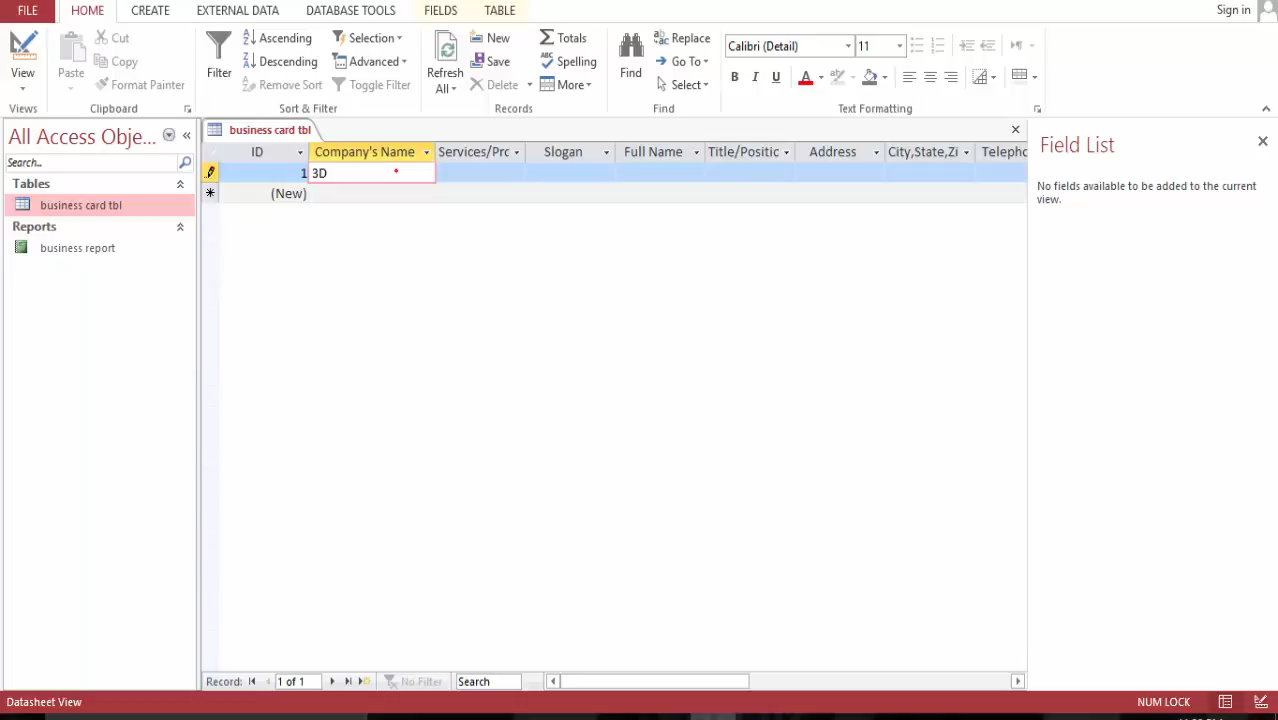 FILE HOME CREATE EXTERNAL DATA DATABASE TOOLS FIELDS TABLE Sign in
View
Views
Paste
Cut
Copy
Format Painter
Clipboard
Filter
Ascending
Descending
Remove Sort
Selection
Advanced
Toggle Filter
Sort & Filter
Refresh
All
New
Save
Delete
Totals
Spelling
More
Records
Find
Replace
Go To
Select
Find
Calibri (Detail) 11
B I U A
Text Formatting
All Access Obje...
Search..
Tables
business card tbl
Reports
business report
business card tbl
ID Company's Name Services/Prc Slogan Full Name Title/Positic Address City,State,Zi Telepho
1 3D
(New)
Field List
No fields available to be added to the current
view.
Record: 1 of 1 No Filter Search
Datasheet View NUM LOCK